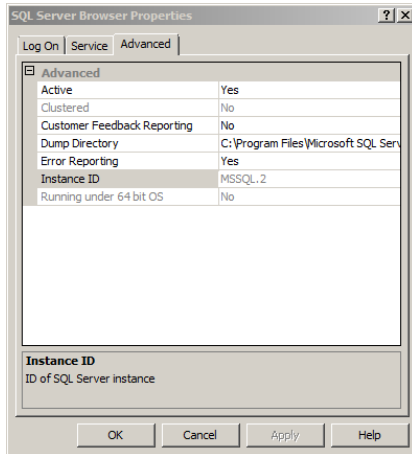 SQL Server Browser Properties
Log On Service Advanced
Advanced
Active Yes
Clustered No
Customer Feedback Reporting No
Dump Directory C:\Program Files\Microsoft SQL Serv
Error Reporting Yes
Instance ID MSSQL.2
Running under 64 bit OS No
Instance ID
ID of SQL Server instance
OK Cancel Apply Help